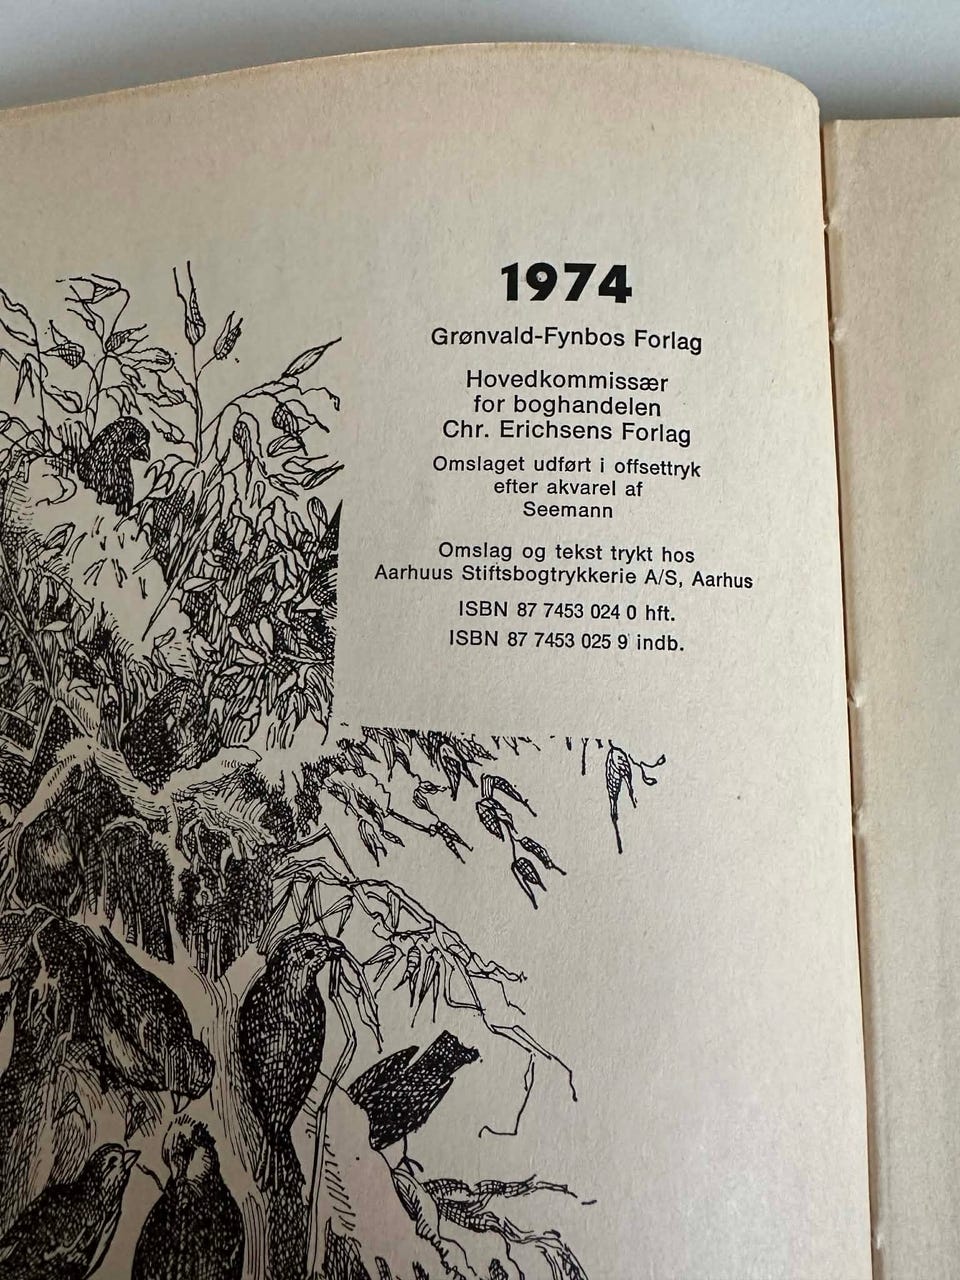 1974
Grønvald-Fynbos Forlag
Hovedkommissær
for boghandelen
Chr. Erichsens Forlag
Omslaget udført i offsettryk
efter akvarel af
Seemann
Omslag og tekst trykt hos
Aarhuus Stiftsbogtrykkerie A/S, Aarhus
ISBN 87 7453 024 0 hft.
ISBN 87 7453 025 9 indb.